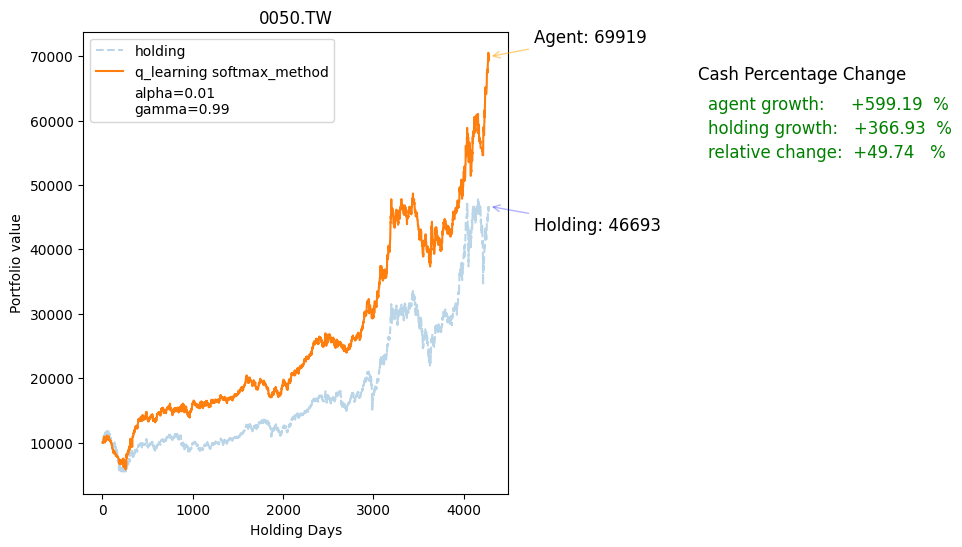 0050.TW
holding
q_learning softmax_method
alpha=0.01
gamma=0.99
Agent: 69919
Holding: 46693
Cash Percentage Change
agent growth: +599.19 %
holding growth: +366.93 %
relative change: +49.74 %
Portfolio value
70000
60000
50000
40000
30000
20000
10000
0 1000 2000 3000 4000
Holding Days